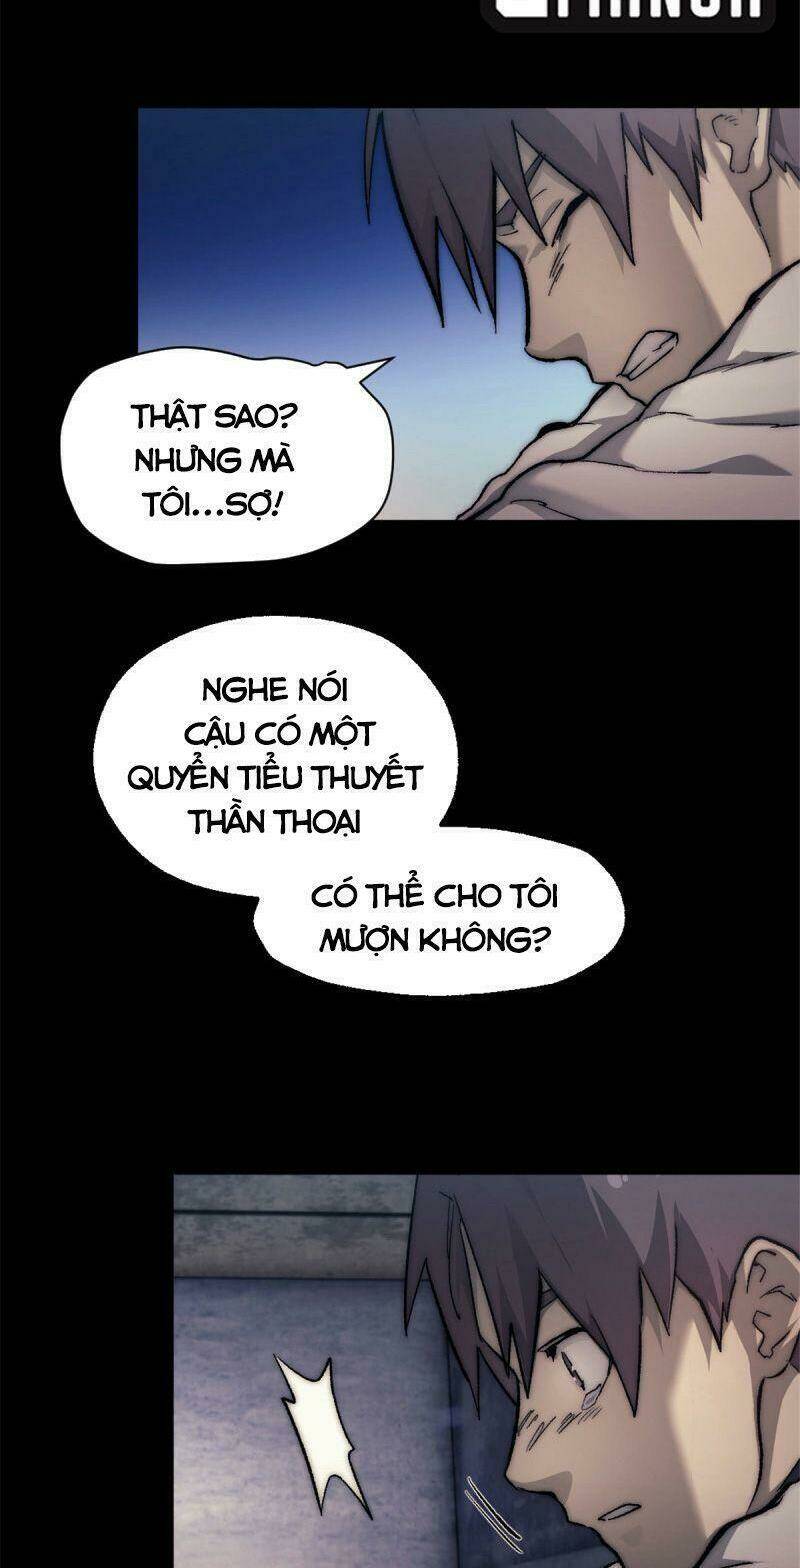 THẬT SAO?
NHƯNG MÀ
TÔI...SỢ!
NGHE NÓI
CẬU CÓ MỘT
QUYỂN TIỂU THUYẾT
THẦN THOẠI
CÓ THỂ CHO TÔI
MƯỢN KHÔNG?